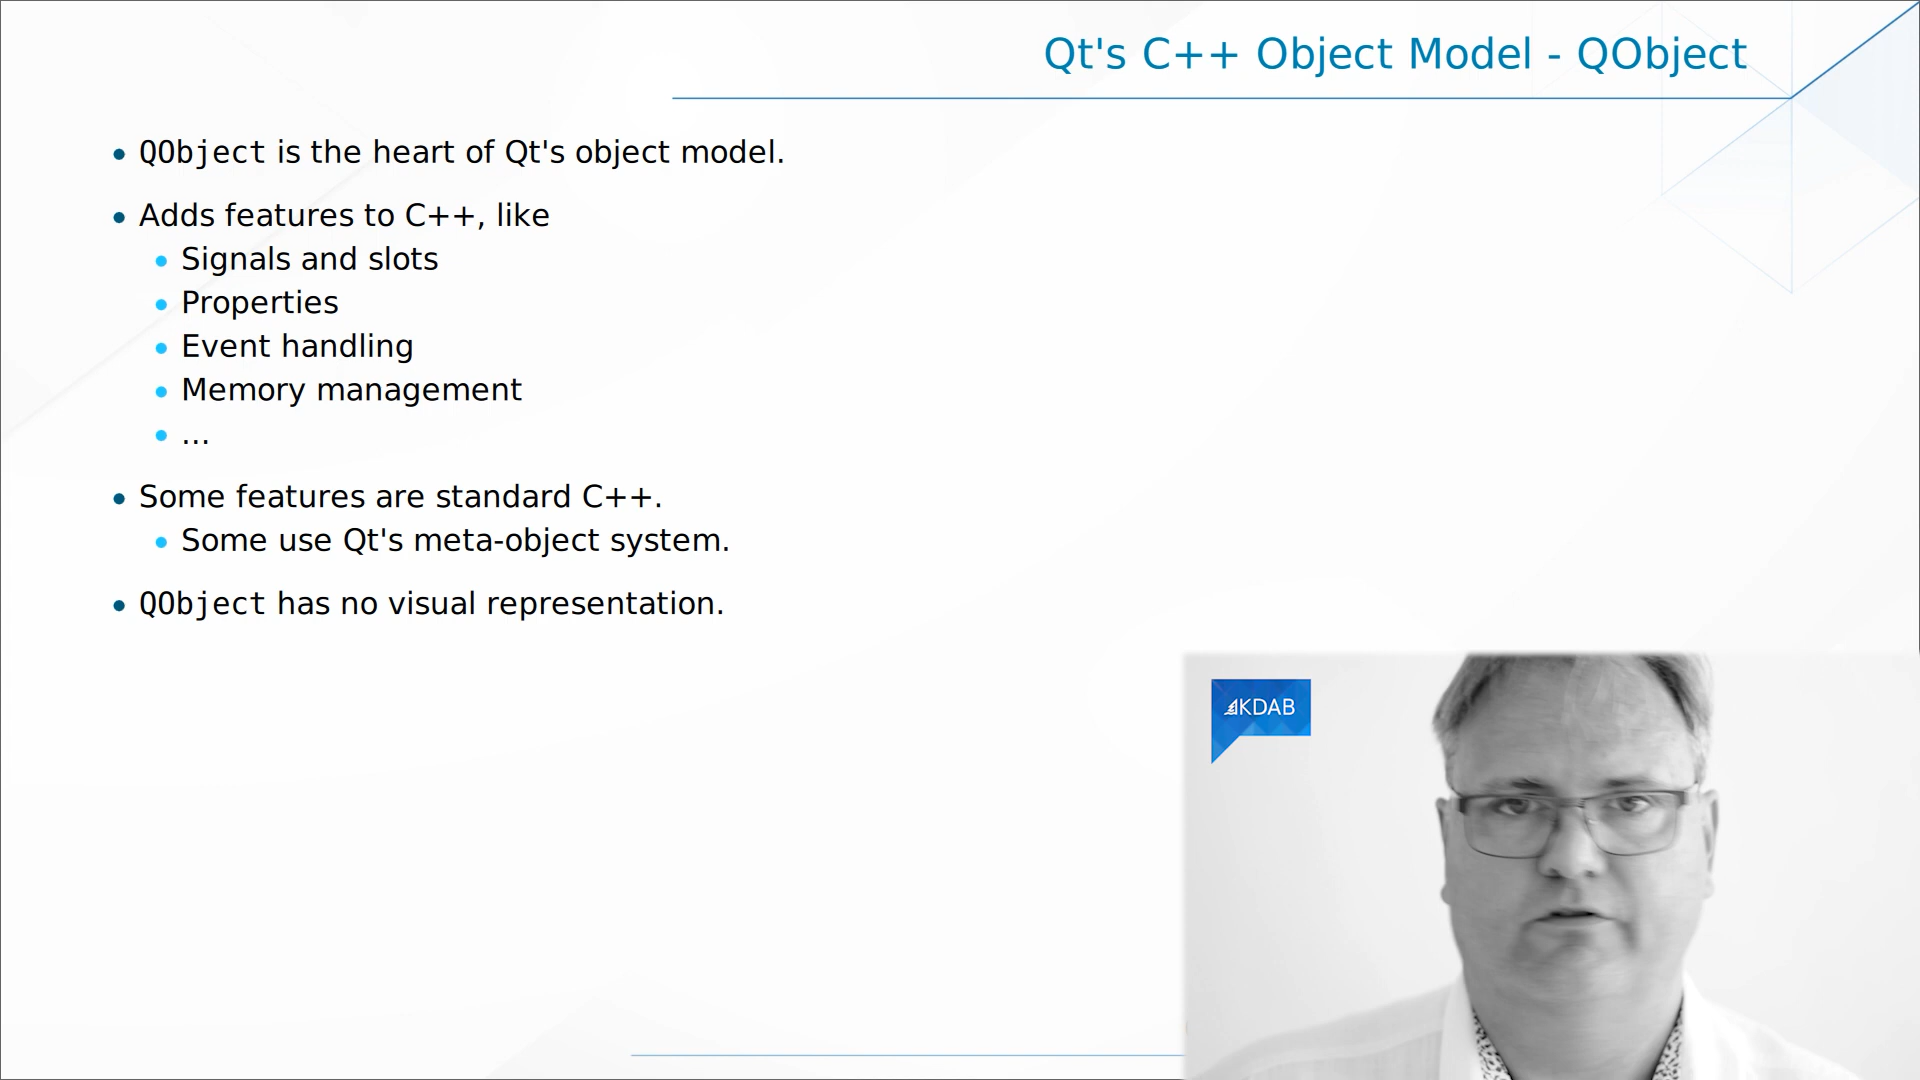 Qt's C++ Object Model - QObject
QObject is the heart of Qt's object model.
Adds features to C++, like
Signals and slots
Properties
Event handling
Memory management
...
Some features are standard C++.
Some use Qt's meta-object system.
QObject has no visual representation.
KDAB